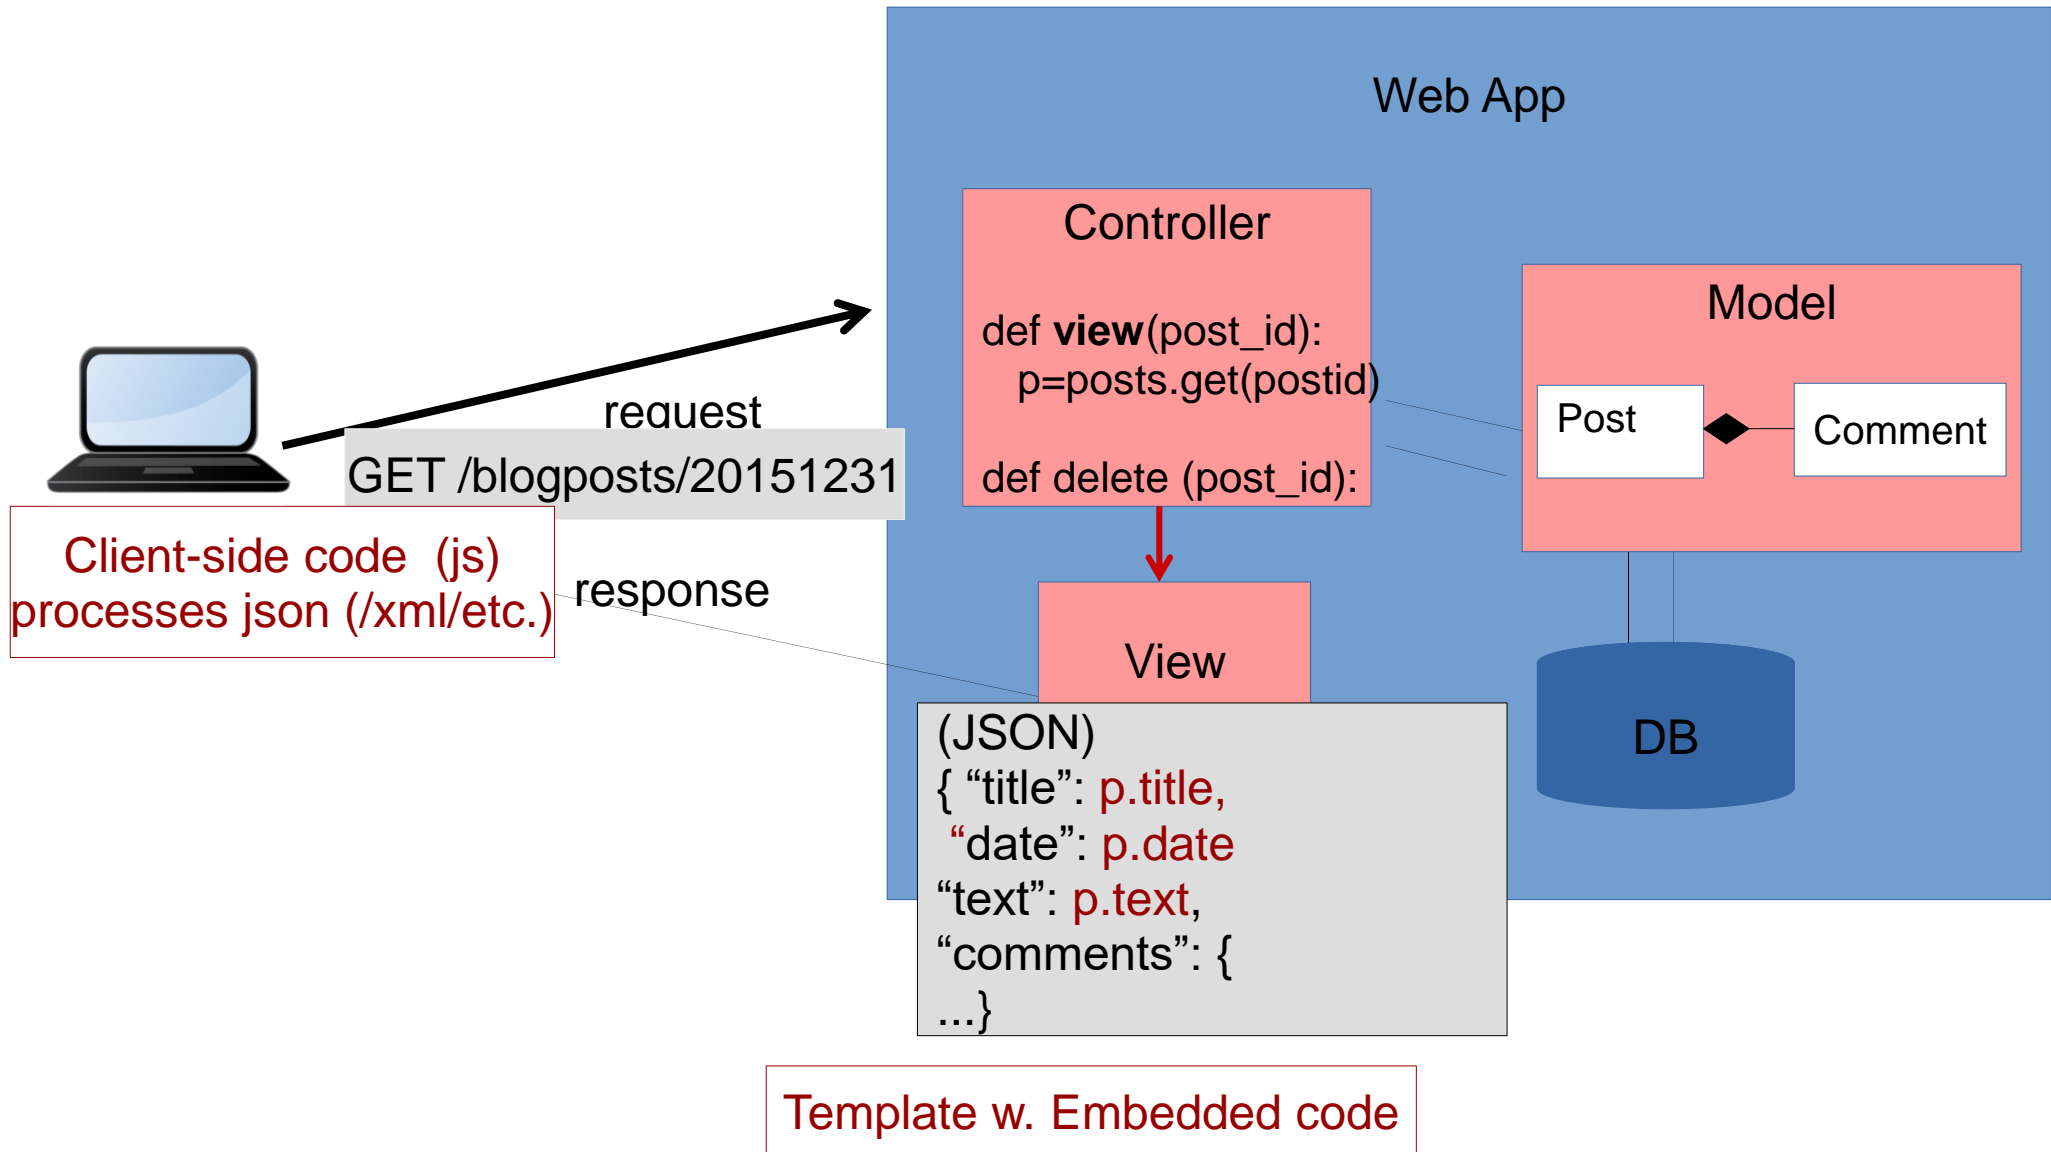 Web App
Controller
def view(post_id):
p=posts.get(postid)
def delete (post_id):
Model
Post
Comment
request
GET /blogposts/20151231
Client-side code  (js)
processes json (/xml/etc.)
response
View
(JSON)
{ “title”: p.title,
“date”: p.date
“text”: p.text,
“comments”: {
...}
DB
Template w. Embedded code